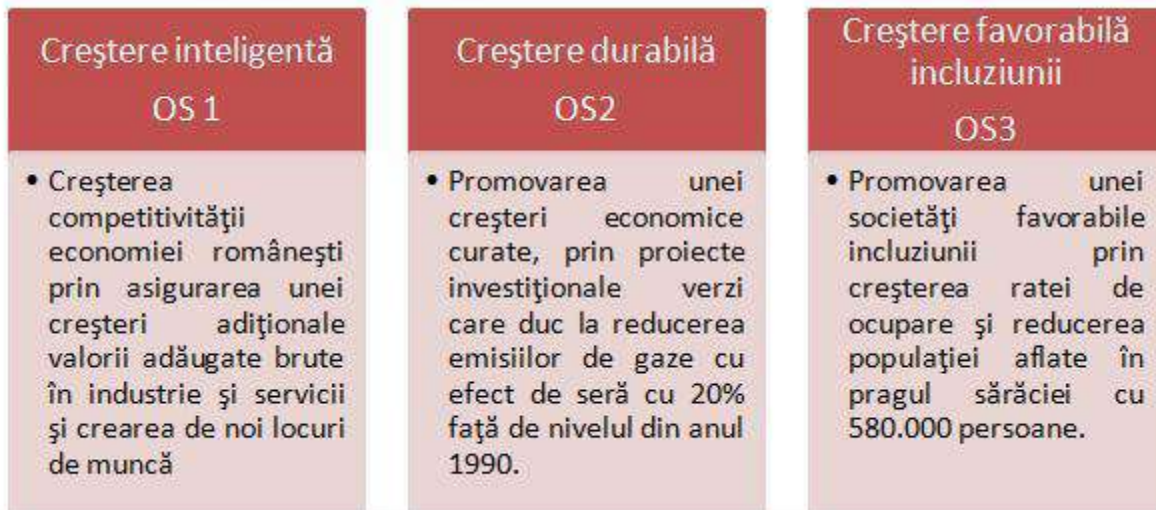 Creştere inteligentă
OS 1
• Creşterea
competitivităţii
economiei româneşti
prin asigurarea unei
creşteri adiţionale
valorii adăugate brute
în industrie şi servicii
şi crearea de noi locuri
de muncă
Creştere durabilă
OS2
• Promovarea unei
creşteri economice
curate, prin proiecte
investiţionale verzi
care duc la reducerea
emisiilor de gaze cu
efect de seră cu 20%
faţă de nivelul din anul
1990.
Creştere favorabilă
incluziunii
OS3
• Promovarea unei
societăţi favorabile
incluziunii prin
creşterea ratei de
ocupare şi reducerea
populaţiei aflate în
pragul sărăciei cu
580.000 persoane.